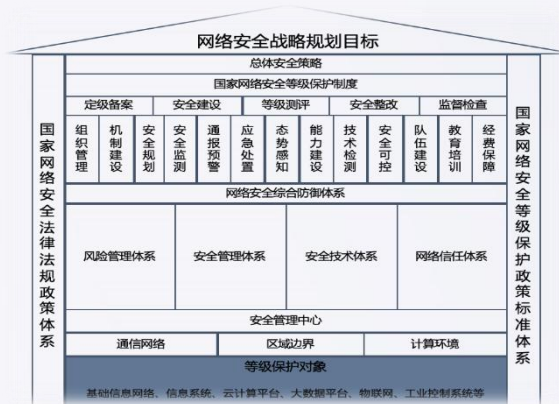 网络安全战略规划目标
总体安全策略
国家网络安全等级保护制度
定级备案 安全建设 等级测评 安全整改 监督检查
国家网络安全法律法规政策体系
组织管理 机制建设 安全规划 安全监测 通报预警 应急处置 态势感知 能力建设 技术检测 安全可控 队伍建设 教育培训 经费保障
国家网络安全等级保护政策标准体系
网络安全综合防御体系
风险管理体系 安全管理体系 安全技术体系 网络信任体系
安全管理中心
通信网络 区域边界 计算环境
等级保护对象
基础信息网络、信息系统、云计算平台、大数据平台、物联网、工业控制系统等